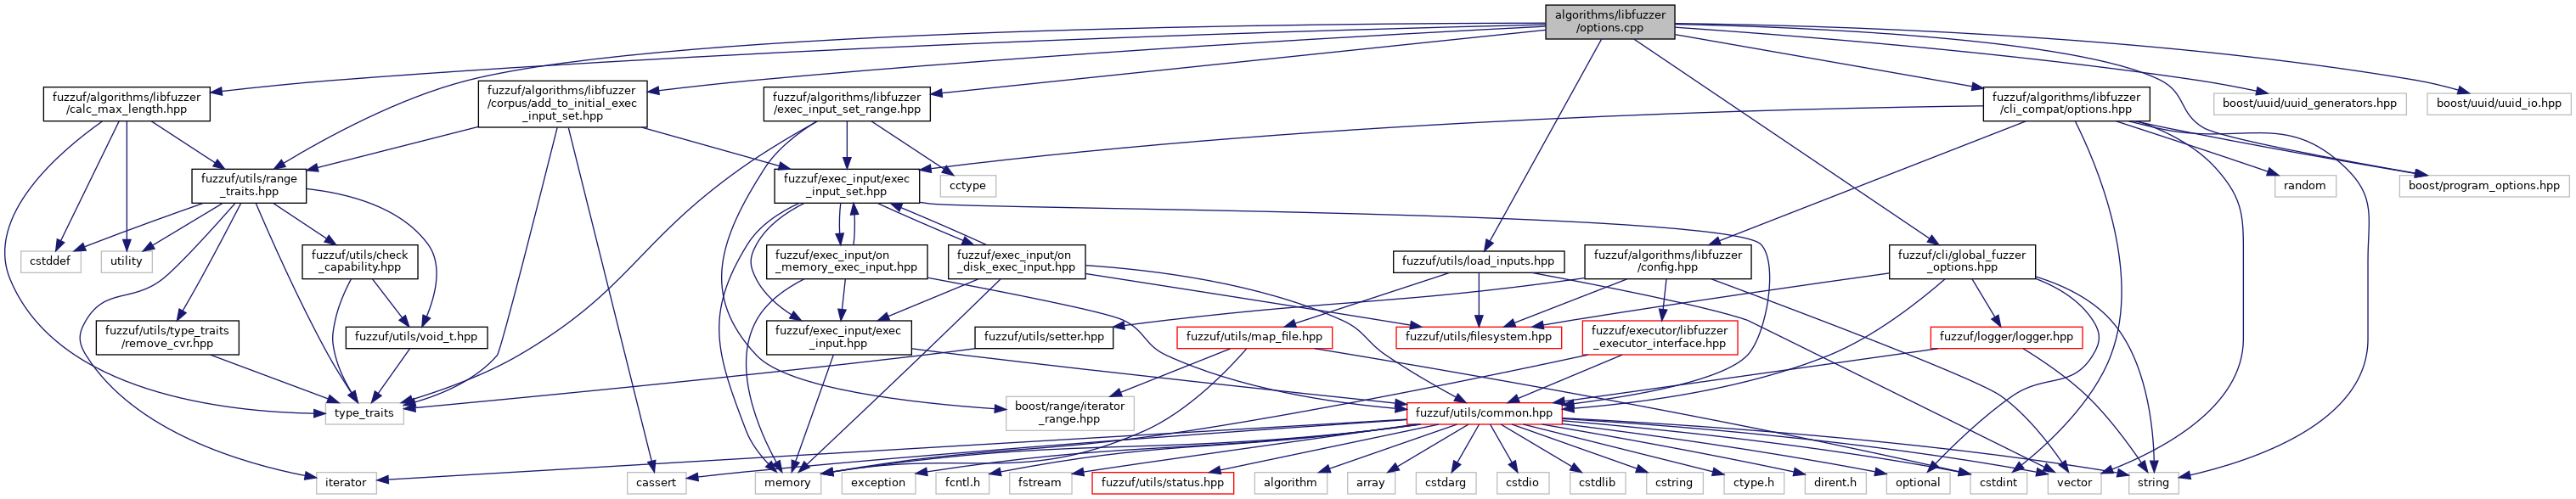 algorithms/libfuzzer
/options.cpp
fuzzuf/algorithms/libfuzzer
/calc_max_length.hpp
fuzzuf/algorithms/libfuzzer
/corpus/add_to_initial_exec
_input_set.hpp
fuzzuf/algorithms/libfuzzer
/exec_input_set_range.hpp
fuzzuf/algorithms/libfuzzer
/cli_compat/options.hpp
boost/uuid/uuid_generators.hpp
boost/uuid/uuid_io.hpp
fuzzuf/utils/range
_traits.hpp
fuzzuf/exec_input/exec
_input_set.hpp
cctype
random
boost/program_options.hpp
cstddef
utility
fuzzuf/utils/check
_capability.hpp
fuzzuf/exec_input/on
_memory_exec_input.hpp
fuzzuf/exec_input/on
_disk_exec_input.hpp
fuzzuf/utils/load_inputs.hpp
fuzzuf/algorithms/libfuzzer
/config.hpp
fuzzuf/cli/global_fuzzer
_options.hpp
fuzzuf/utils/type_traits
/remove_cvr.hpp
fuzzuf/utils/void_t.hpp
fuzzuf/exec_input/exec
_input.hpp
fuzzuf/utils/setter.hpp
fuzzuf/utils/map_file.hpp
fuzzuf/utils/filesystem.hpp
fuzzuf/executor/libfuzzer
_executor_interface.hpp
fuzzuf/logger/logger.hpp
type_traits
boost/range/iterator
_range.hpp
fuzzuf/utils/common.hpp
iterator
cassert
memory
exception
fcntl.h
fstream
fuzzuf/utils/status.hpp
algorithm
array
cstdarg
cstdio
cstdlib
cstring
ctype.h
dirent.h
optional
cstdint
vector
string